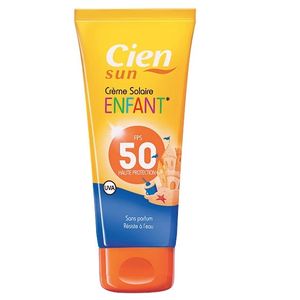 Cien
sun
Crème Solaire
ENFANT*
FPS
50
HAUTE PROTECTION
UVA
Sans parfum
Résiste à l'eau